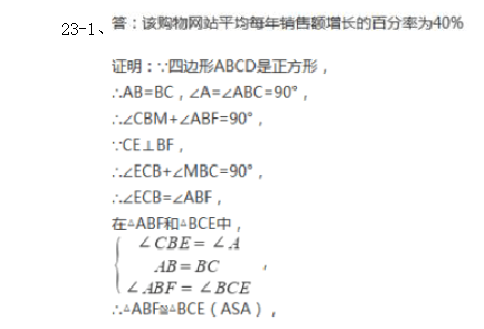 23-1、答：该购物网站平均每年销售额增长的百分率为40%
证明：∵四边形ABCD是正方形，
∴AB=BC，∠A=∠ABC=90°，
∴∠CBM+∠ABF=90°，
∵CE⊥BF，
∴∠ECB+∠MBC=90°，
∴∠ECB=∠ABF，
在△ABF和△BCE中，
∠CBE=∠A
AB=BC
∠ABF=∠BCE
，
∴△ABF≌△BCE（ASA），